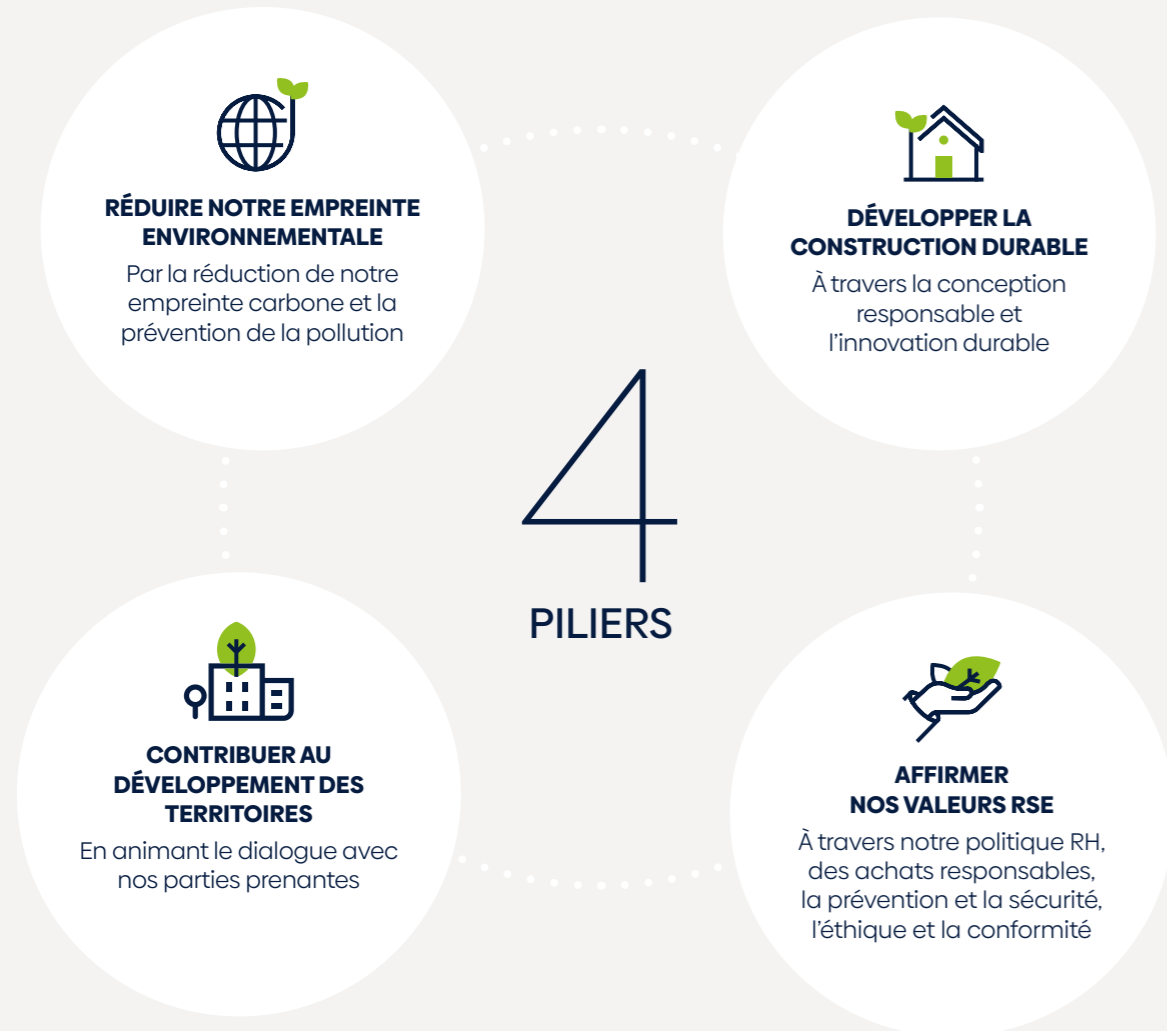 RÉDUIRE NOTRE EMPREINTE
ENVIRONNEMENTALE
Par la réduction de notre
empreinte carbone et la
prévention de la pollution
DÉVELOPPER LA
CONSTRUCTION DURABLE
À travers la conception
responsable et
l’innovation durable
4
PILIERS
CONTRIBUER AU
DÉVELOPPEMENT DES
TERRITOIRES
En animant le dialogue avec
nos parties prenantes
AFFIRMER
NOS VALEURS RSE
À travers notre politique RH,
des achats responsables,
la prévention et la sécurité,
l’éthique et la conformité